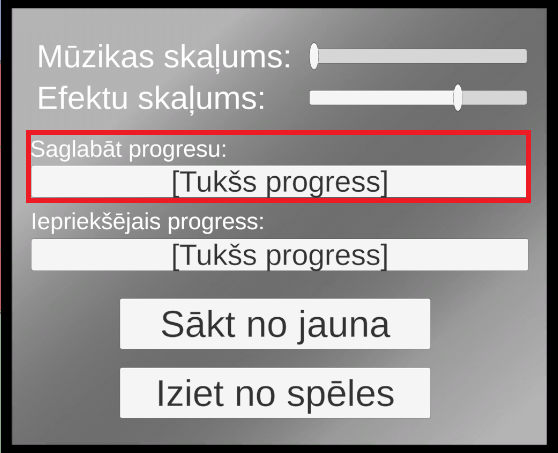 Mūzikas skaļums:
Efektu skaļums:
Saglabāt progresu:
[Tukšs progress]
Iepriekšējais progress:
[Tukšs progress]
Sākt no jauna
Iziet no spēles